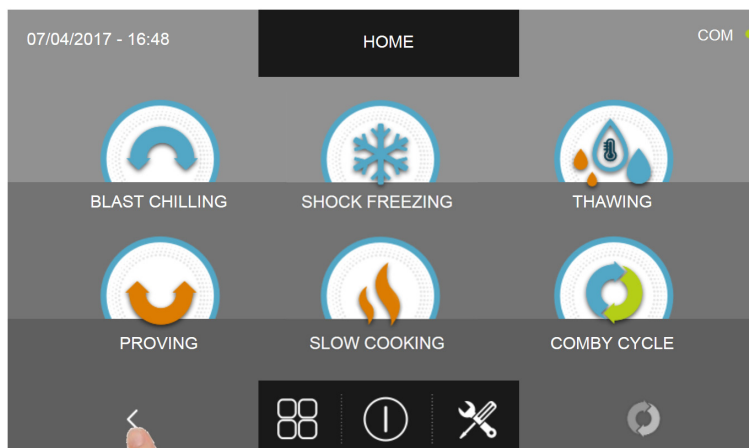 07/04/2017 - 16:48
HOME
COM
BLAST CHILLING
SHOCK FREEZING
THAWING
PROVING
SLOW COOKING
COMBY CYCLE